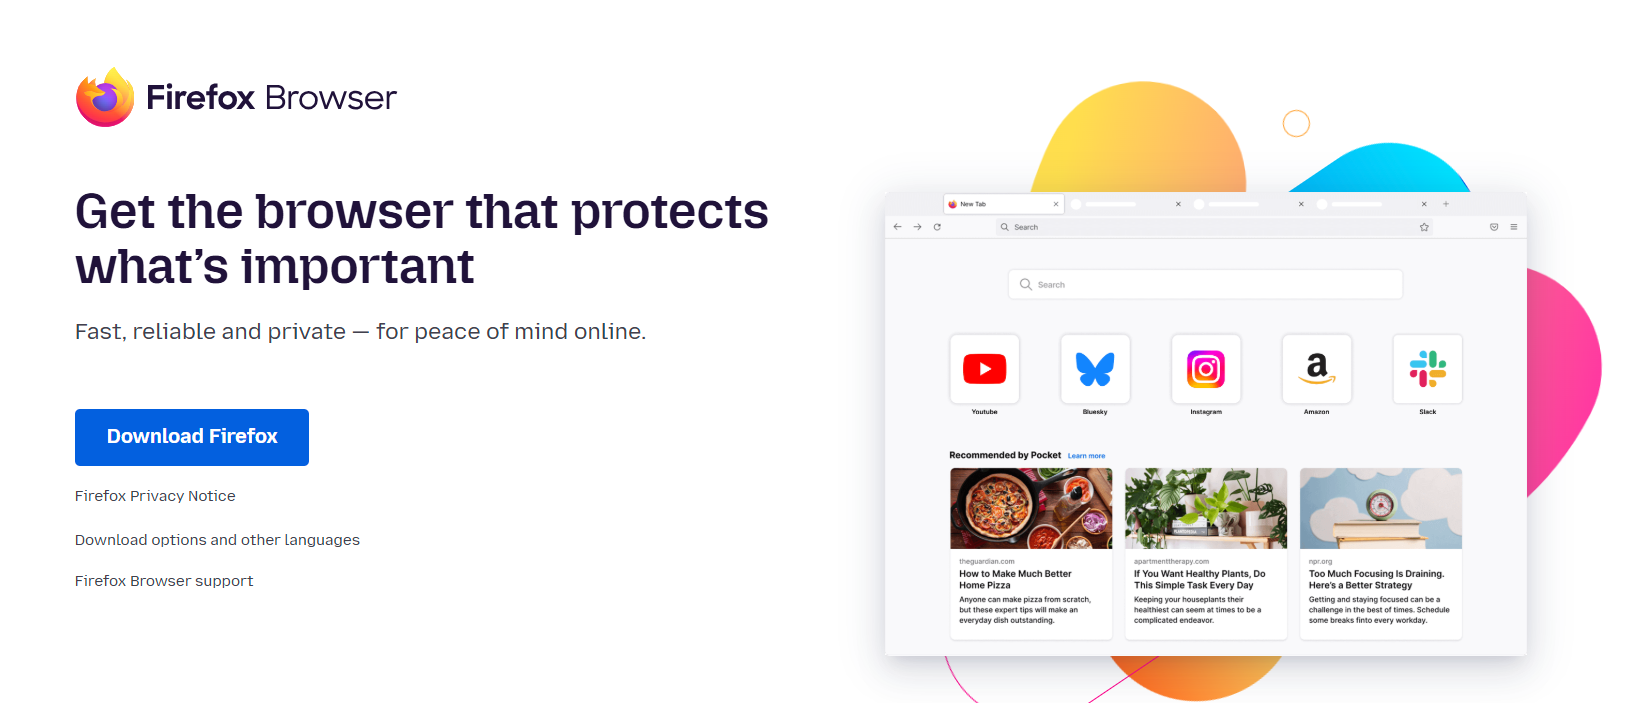 Firefox Browser
Get the browser that protects
what's important
Fast, reliable and private — for peace of mind online.
Download Firefox
Firefox Privacy Notice
Download options and other languages
Firefox Browser support
New Tab
Search
Search
Youtube
Bluesky
Instagram
Amazon
Slack
Recommended by Pocket Learn more
theguardian.com
How to Make Much Better
Home Pizza
Anyone can make pizza from scratch,
but these expert tips will make an
everyday dish outstanding.
apartmenttherapy.com
If You Want Healthy Plants, Do
This Simple Task Every Day
Keeping your houseplants their
healthiest can seem at times to be a
complicated endeavor.
npr.org
Too Much Focusing Is Draining.
Here's a Better Strategy
Getting and staying focused can be a
challenge in the best of times. Schedule
some breaks finto every workday.